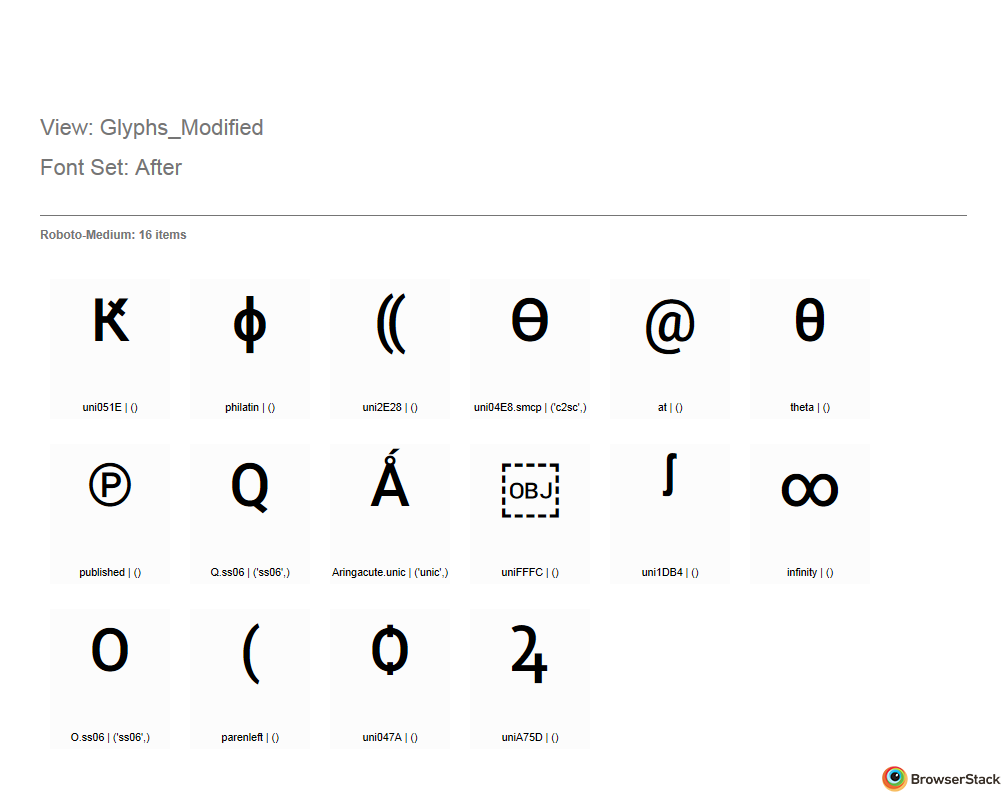 View: Glyphs_Modified
Font Set: After
Roboto-Medium: 16 items
Ԟ ɸ ⸨ Ө @ θ
uni051E | () philatin | () uni2E28 | () uni04E8.smcp | ('c2sc',) at | () theta | ()
℗ Q Ǻ  ᶴ ∞
published | () Q.ss06 | ('ss06',) Aringacute.unic | ('unic',) uniFFFC | () uni1DB4 | () infinity | ()
O ( Ѻ ꝝ
O.ss06 | ('ss06',) parenleft | () uni047A | () uniA75D | ()
BrowserStack